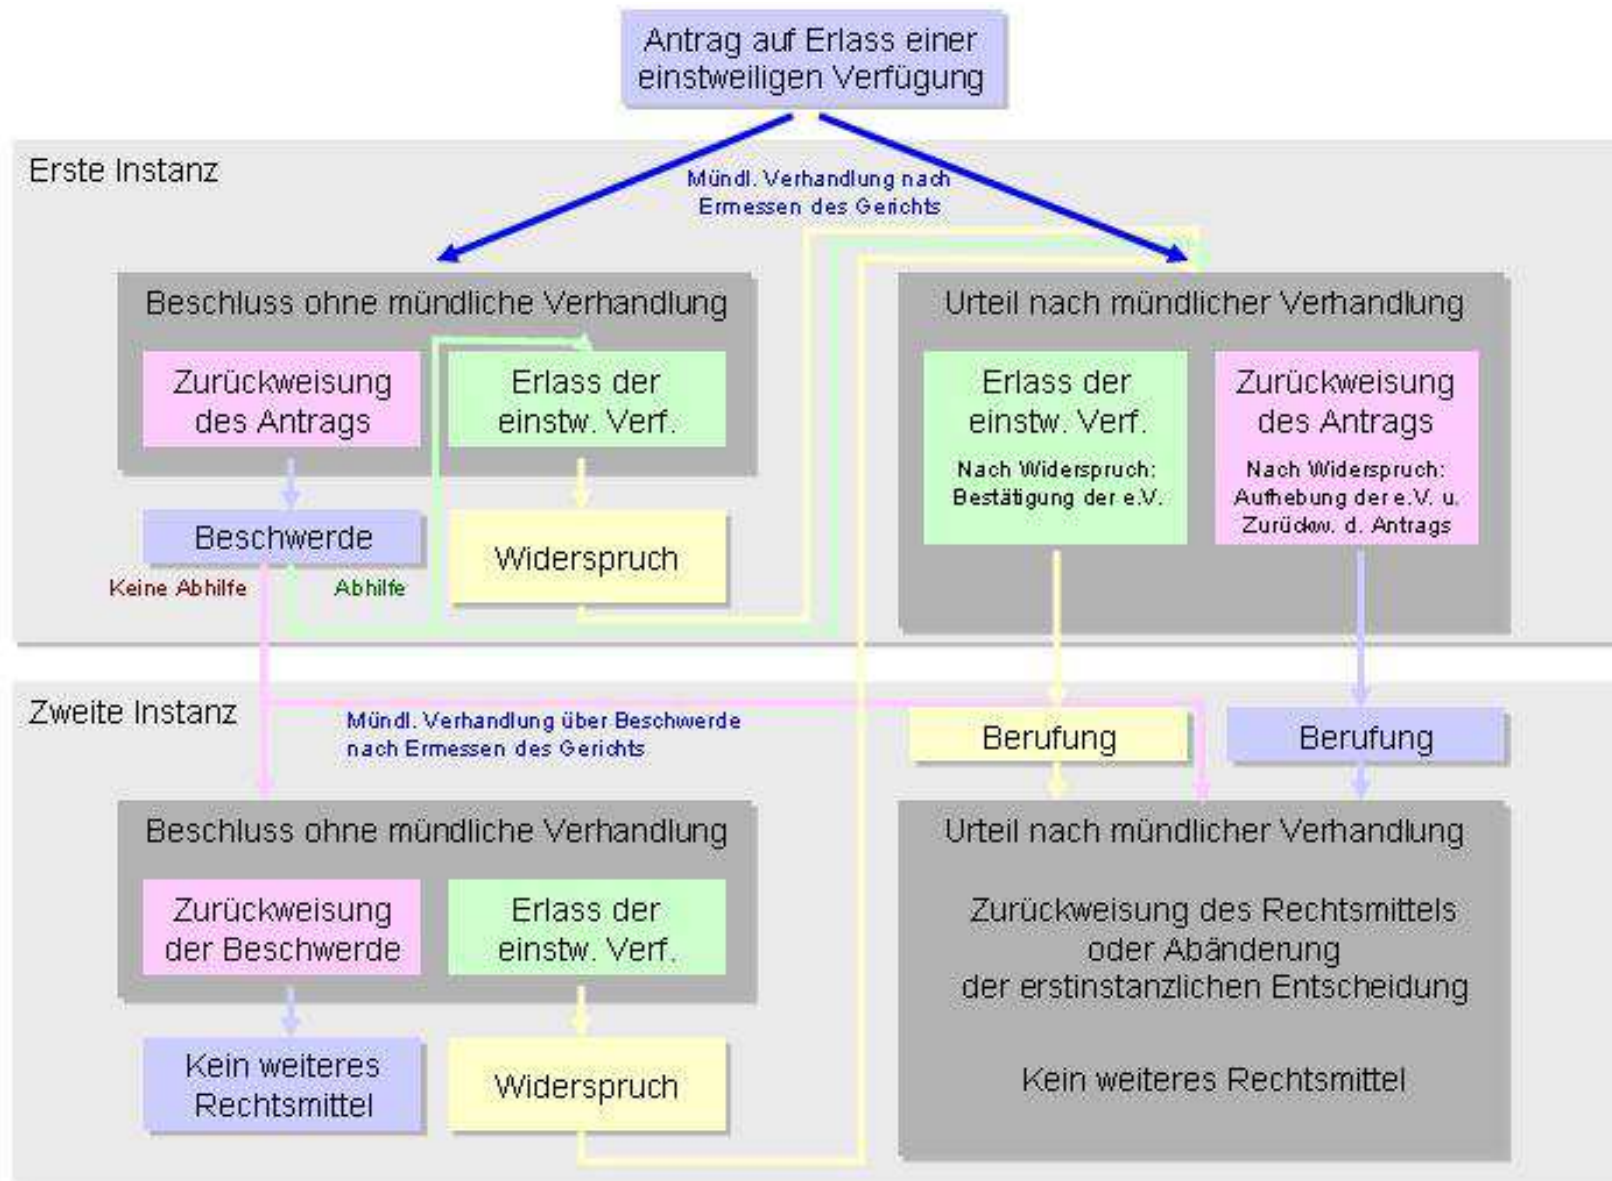 Antrag auf Erlass einer
einstweiligen Verfügung
Erste Instanz
Mündl. Verhandlung nach
Ermessen des Gerichts
Beschluss ohne mündliche Verhandlung
Zurückweisung
des Antrags
Erlass der
einstw. Verf.
Beschwerde
Keine Abhilfe
Abhilfe
Widerspruch
Urteil nach mündlicher Verhandlung
Erlass der
einstw. Verf.
Nach Widerspruch:
Bestätigung der e.V.
Zurückweisung
des Antrags
Nach Widerspruch:
Aufhebung der e.V. u.
Zurückw. d. Antrags
Zweite Instanz
Mündl. Verhandlung über Beschwerde
nach Ermessen des Gerichts
Berufung
Berufung
Beschluss ohne mündliche Verhandlung
Zurückweisung
der Beschwerde
Erlass der
einstw. Verf.
Kein weiteres
Rechtsmittel
Widerspruch
Urteil nach mündlicher Verhandlung
Zurückweisung des Rechtsmittels
oder Abänderung
der erstinstanzlichen Entscheidung
Kein weiteres Rechtsmittel